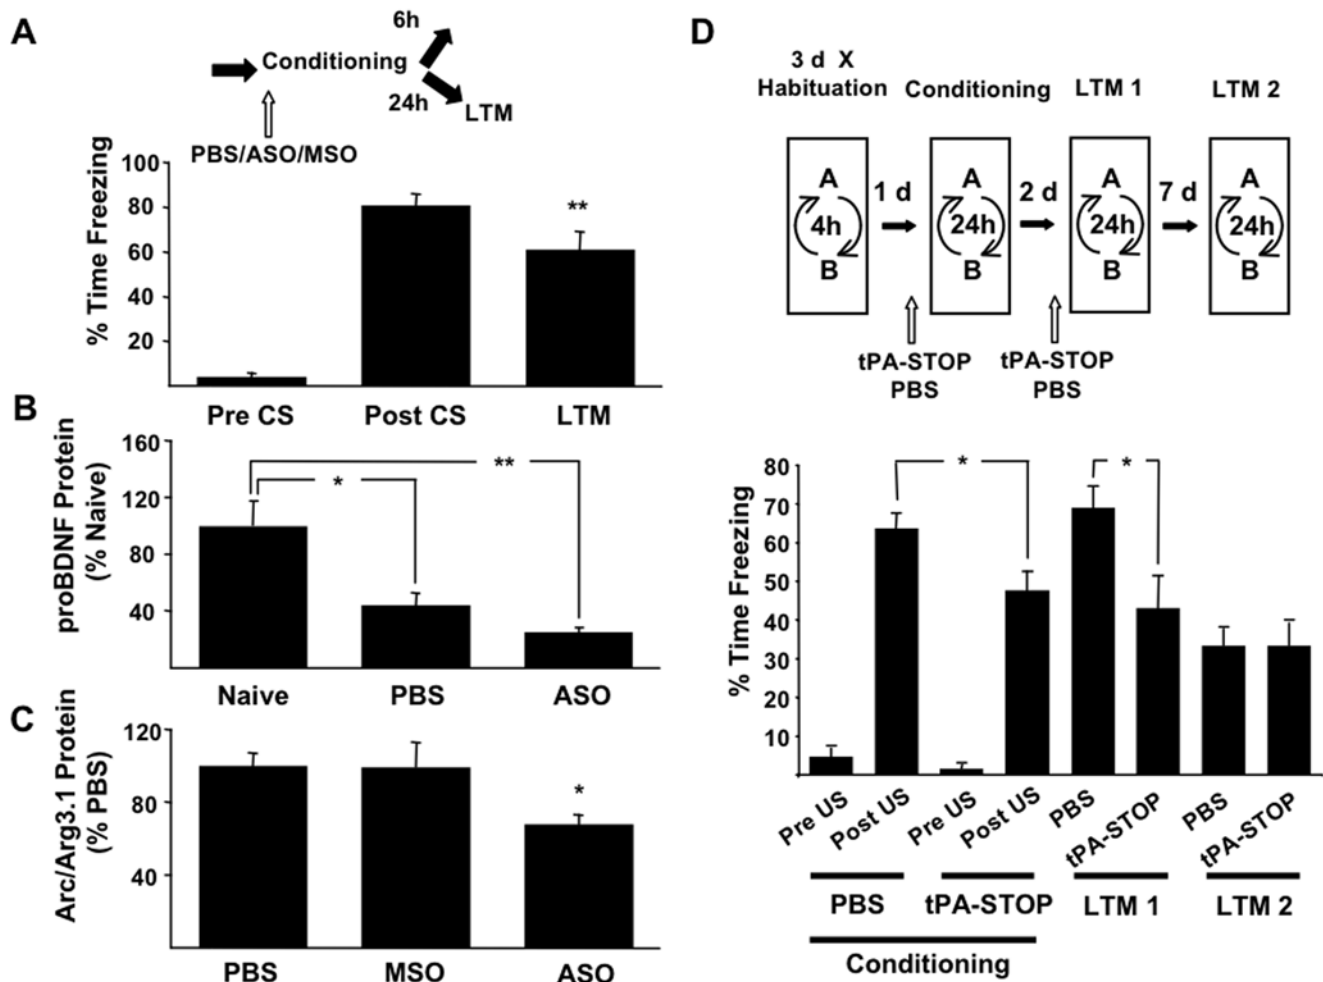 A
6h
Conditioning
24h
LTM
PBS/ASO/MSO
% Time Freezing
100
80
60
40
20
**
Pre CS
Post CS
LTM
B
proBDNF Protein
(% Naive)
160
120
80
40
*
**
Naive
PBS
ASO
C
Arc/Arg3.1 Protein
(% PBS)
120
80
40
*
PBS
MSO
ASO
D
3 d X
Habituation
Conditioning
LTM 1
LTM 2
A
4h
B
1 d
A
24h
B
2 d
A
24h
B
7 d
A
24h
B
tPA-STOP
PBS
tPA-STOP
PBS
% Time Freezing
80
70
60
50
40
30
20
10
*
*
Pre US
Post US
Pre US
Post US
PBS
tPA-STOP
PBS
tPA-STOP
PBS
tPA-STOP
LTM 1
LTM 2
Conditioning